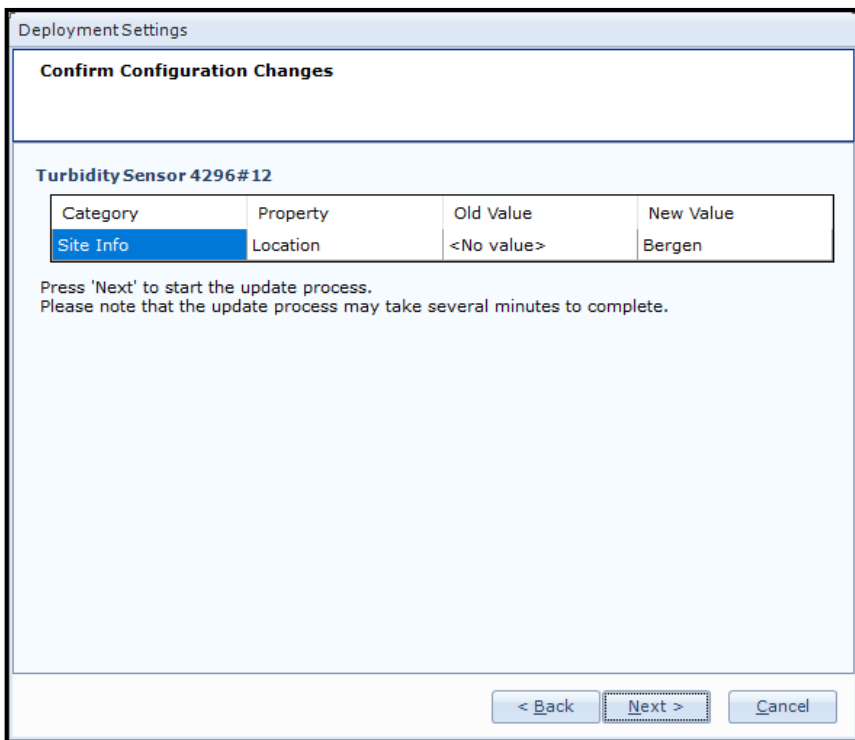 Deployment Settings
Confirm Configuration Changes
Turbidity Sensor 4296#12
Category Property Old Value New Value
Site Info Location <No value> Bergen
Press 'Next' to start the update process.
Please note that the update process may take several minutes to complete.
< Back Next > Cancel